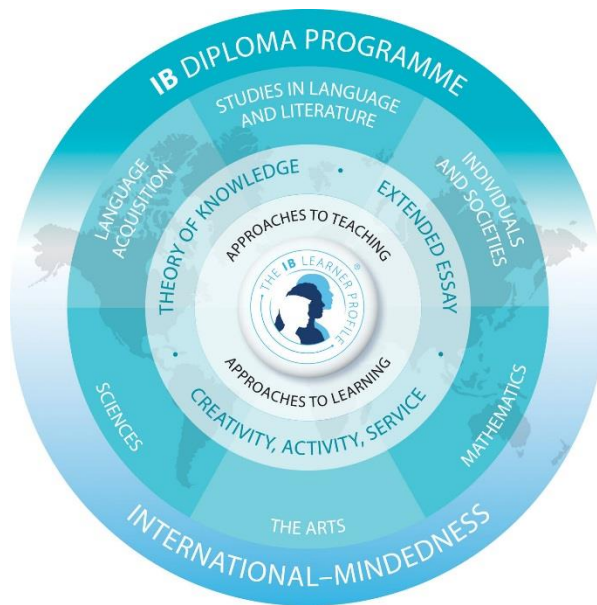 IB DIPLOMA PROGRAMME
STUDIES IN LANGUAGE
AND LITERATURE
LANGUAGE
ACQUISITION
INDIVIDUALS
AND SOCIETIES
THEORY OF KNOWLEDGE
•
EXTENDED ESSAY
•
APPROACHES TO TEACHING
THE IB LEARNER PROFILE
®
APPROACHES TO LEARNING
•
CREATIVITY, ACTIVITY, SERVICE
SCIENCES
MATHEMATICS
THE ARTS
INTERNATIONAL–MINDEDNESS